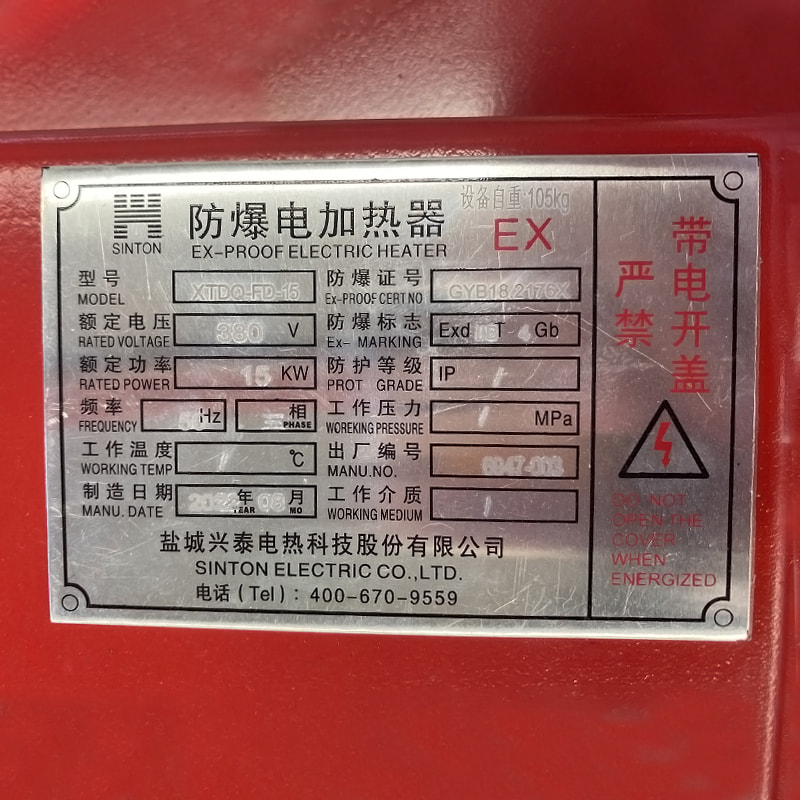 设备自重:105kg
SINTON
防爆电加热器
EX-PROOF ELECTRIC HEATER
EX
型号 MODEL XTDQ-FD-15
防爆证号 Ex-PROOF CERT NO GYB18.2176X
额定电压 RATED VOLTAGE 380 V
防爆标志 Ex- MARKING Exd T 4 Gb
额定功率 RATED POWER 15 KW
防护等级 PROT GRADE IP /
频率 FREQUENCY 50 Hz 三 相 PHASE
工作压力 WOREKING PRESSURE / MPa
工作温度 WORKING TEMP / ℃
出厂编号 MANU.NO.
制造日期 MANU. DATE 年 YEAR 08 月 MO
工作介质 WORKING MEDIUM /
盐城兴泰电热科技股份有限公司
SINTON ELECTRIC CO.,LTD.
电话(Tel): 400-670-9559
严禁
带电开盖
DO NOT
OPEN THE
COVER
WHEN
ENERGIZED